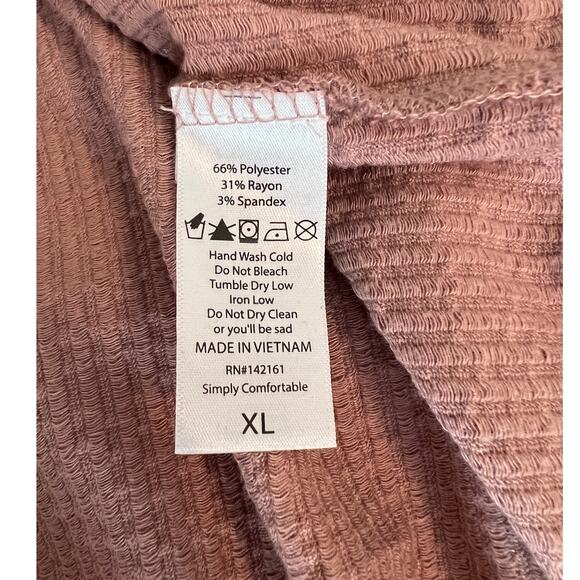 66% Polyester
31% Rayon
3% Spandex
Hand Wash Cold
Do Not Bleach
Tumble Dry Low
Iron Low
Do Not Dry Clean
or you'll be sad
MADE IN VIETNAM
RN#142161
Simply Comfortable
XL